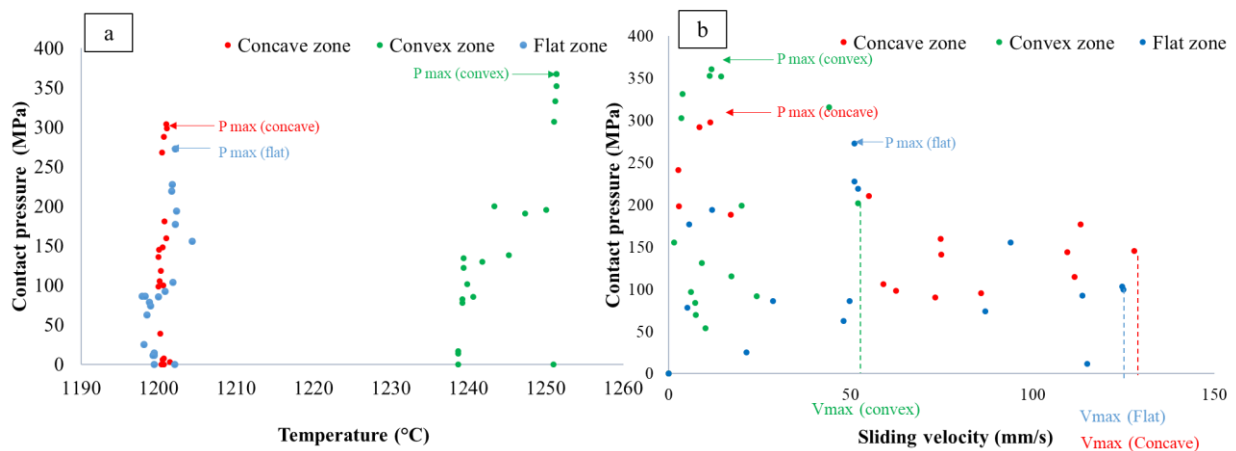 a
Concave zone Convex zone Flat zone
400
350
300
250
200
150
100
50
0
P max (convex)
P max (concave)
P max (flat)
1190 1200 1210 1220 1230 1240 1250 1260
Contact pressure (MPa)
Temperature (°C)
b
Concave zone Convex zone Flat zone
400
350
300
250
200
150
100
50
0
P max (convex)
P max (concave)
P max (flat)
0 50 100 150
Vmax (convex)
Vmax (Flat)
Vmax (Concave)
Contact pressure (MPa)
Sliding velocity (mm/s)